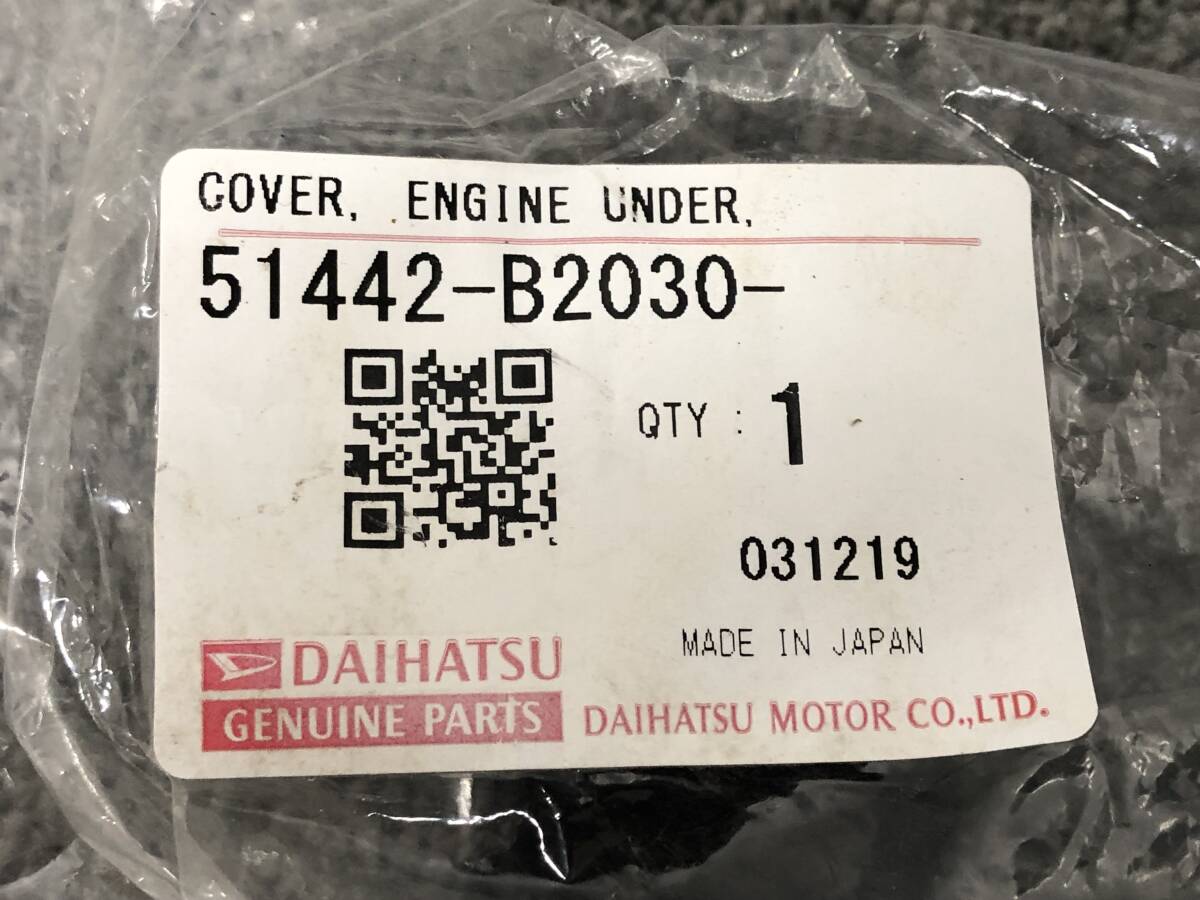 COVER, ENGINE UNDER,
51442-B2030-
QTY : 1
031219
MADE IN JAPAN
DAIHATSU
GENUINE PARTS
DAIHATSU MOTOR CO.,LTD.